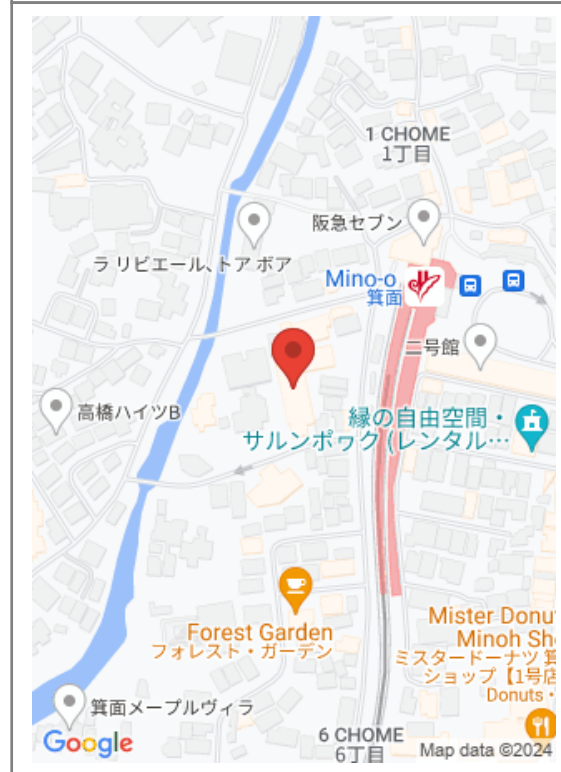 1 CHOME
1丁目
阪急セブン
ラ リビエール、トア ボア
Mino-o
箕面
二号館
高橋ハイツB
縁の自由空間・
サルンポヮク (レンタル…
Forest Garden
フォレスト・ガーデン
Mister Donu
Minoh Sh
ミスタードーナツ 箕
ショップ【1号店
Donuts・
箕面メープルヴィラ
6 CHOME
6丁目
Google
Map data ©2024